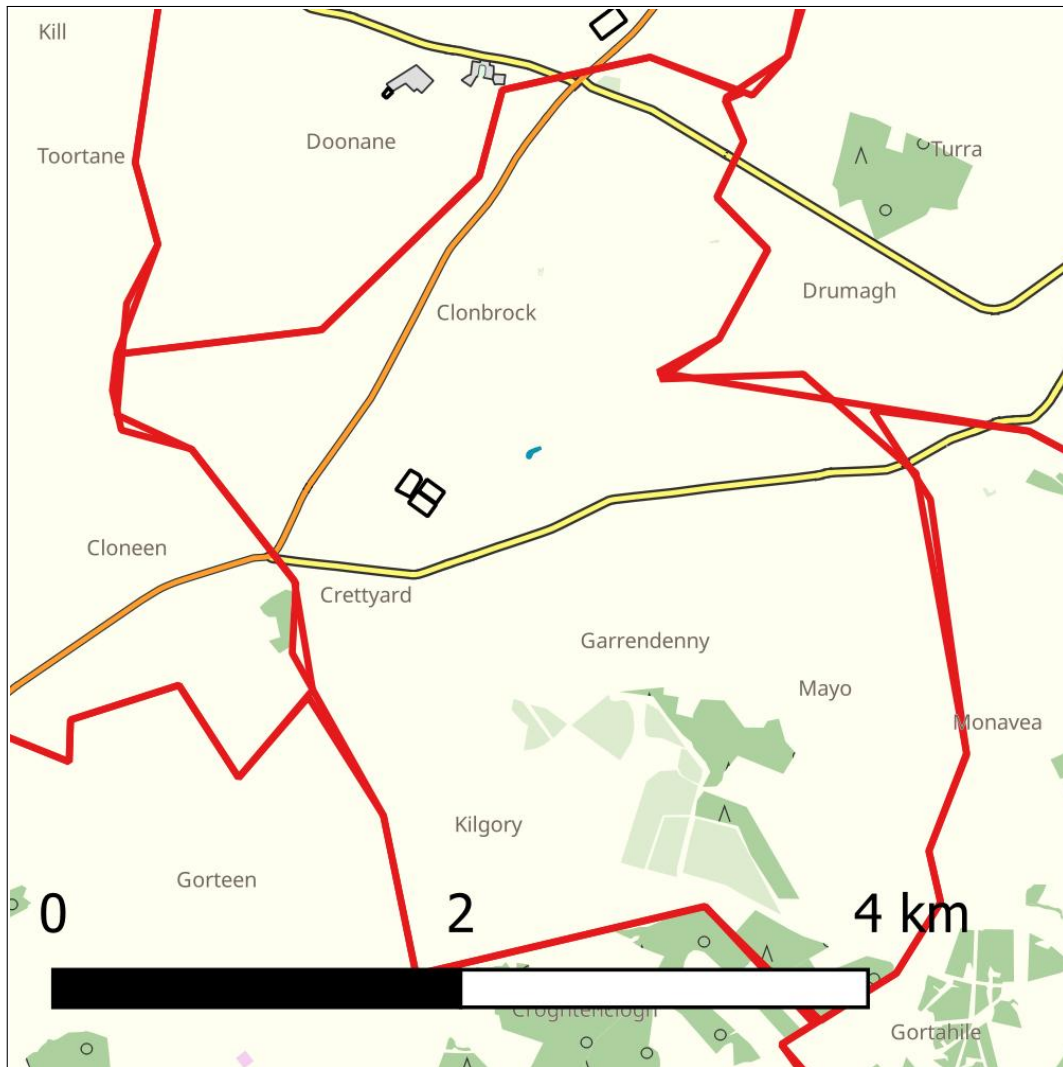 Kill
Doonane
Toortane
Turra
Drumagh
Clonbrock
Cloneen
Crettyard
Garrendenny
Mayo
Monavea
Kilgory
Gorteen
0
2
4 km
Croghtenclogh
Gortahile